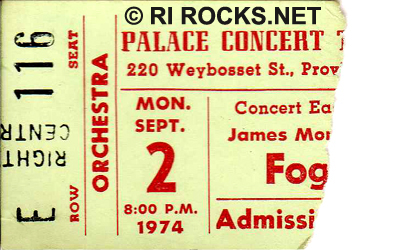 © RI ROCKS.NET
116
SEAT
RIGHT
CENTR
E
ROW
ORCHESTRA
PALACE CONCERT T
220 Weybosset St., Prov
MON.
SEPT.
2
8:00 P.M.
1974
Concert Ea
James Mon
Fog
Admissi